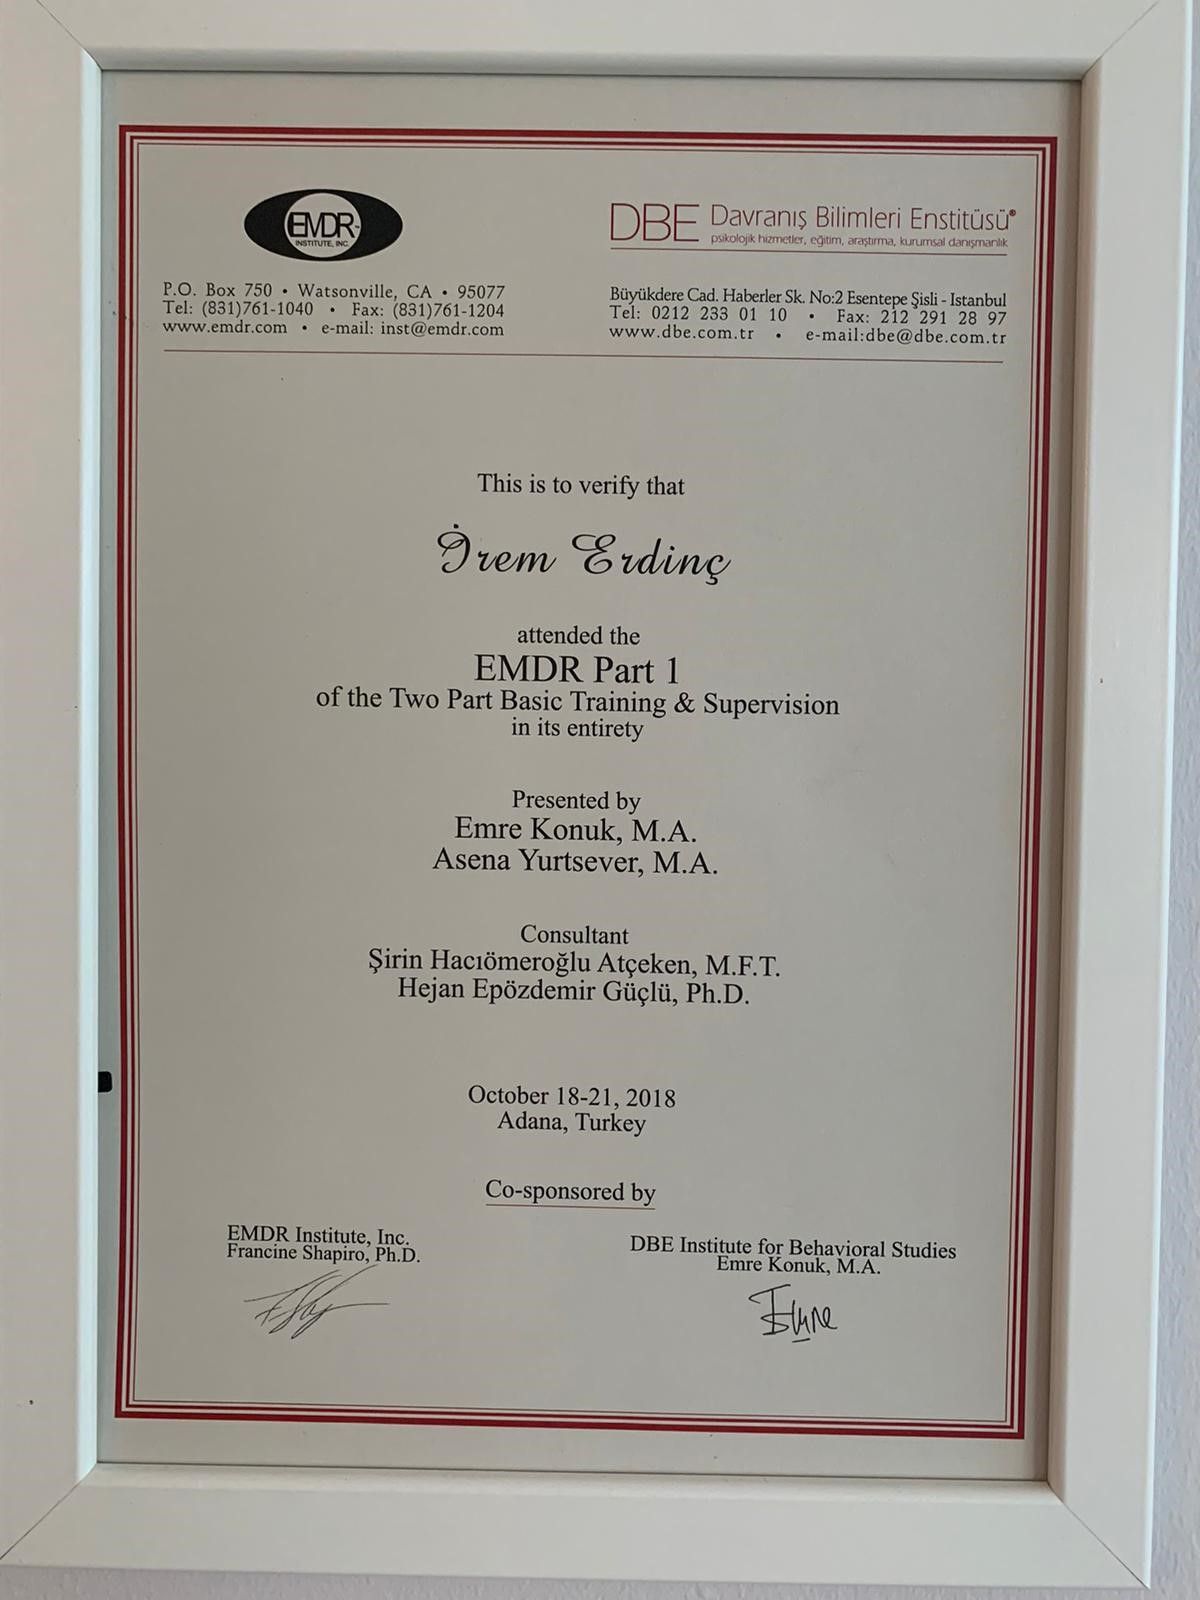 EMDR™
INSTITUTE, INC.
P.O. Box 750 • Watsonville, CA • 95077
Tel: (831)761-1040 • Fax: (831)761-1204
www.emdr.com • e-mail: inst@emdr.com
DBE Davranış Bilimleri Enstitüsü®
psikolojik hizmetler, eğitim, araştırma, kurumsal danışmanlık
Büyükdere Cad. Haberler Sk. No:2 Esentepe Şisli - Istanbul
Tel: 0212 233 01 10 • Fax: 212 291 28 97
www.dbe.com.tr • e-mail:dbe@dbe.com.tr
This is to verify that
İrem Erdinç
attended the
EMDR Part 1
of the Two Part Basic Training & Supervision
in its entirety
Presented by
Emre Konuk, M.A.
Asena Yurtsever, M.A.
Consultant
Şirin Hacıömeroğlu Atçeken, M.F.T.
Hejan Epözdemir Güçlü, Ph.D.
October 18-21, 2018
Adana, Turkey
Co-sponsored by
EMDR Institute, Inc.
Francine Shapiro, Ph.D.
DBE Institute for Behavioral Studies
Emre Konuk, M.A.